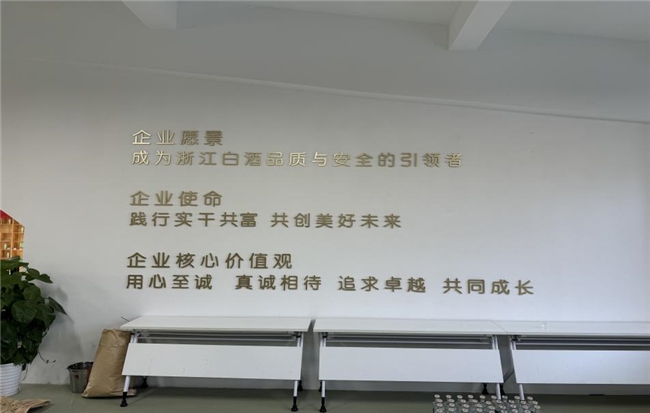 企业愿景
成为浙江白酒品质与安全的引领者
企业使命
践行实干共富 共创美好未来
企业核心价值观
用心至诚 真诚相待 追求卓越 共同成长